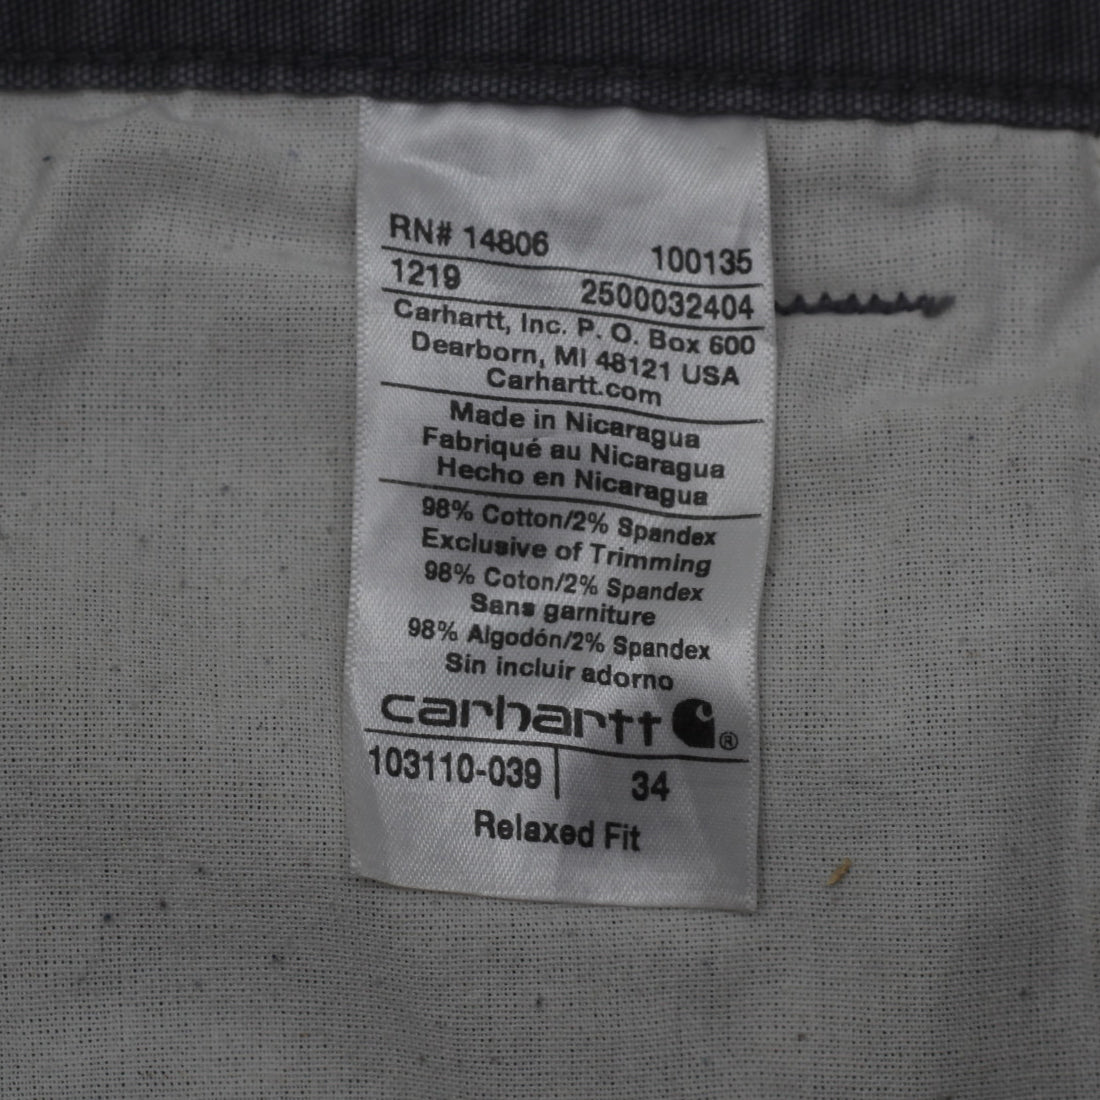 RN# 14806 100135
1219 2500032404
Carhartt, Inc. P. O. Box 600
Dearborn, MI 48121 USA
Carhartt.com
Made in Nicaragua
Fabriqué au Nicaragua
Hecho en Nicaragua
98% Cotton/2% Spandex
Exclusive of Trimming
98% Coton/2% Spandex
Sans garniture
98% Algodón/2% Spandex
Sin incluir adorno
carhartt ®
103110-039 34
Relaxed Fit